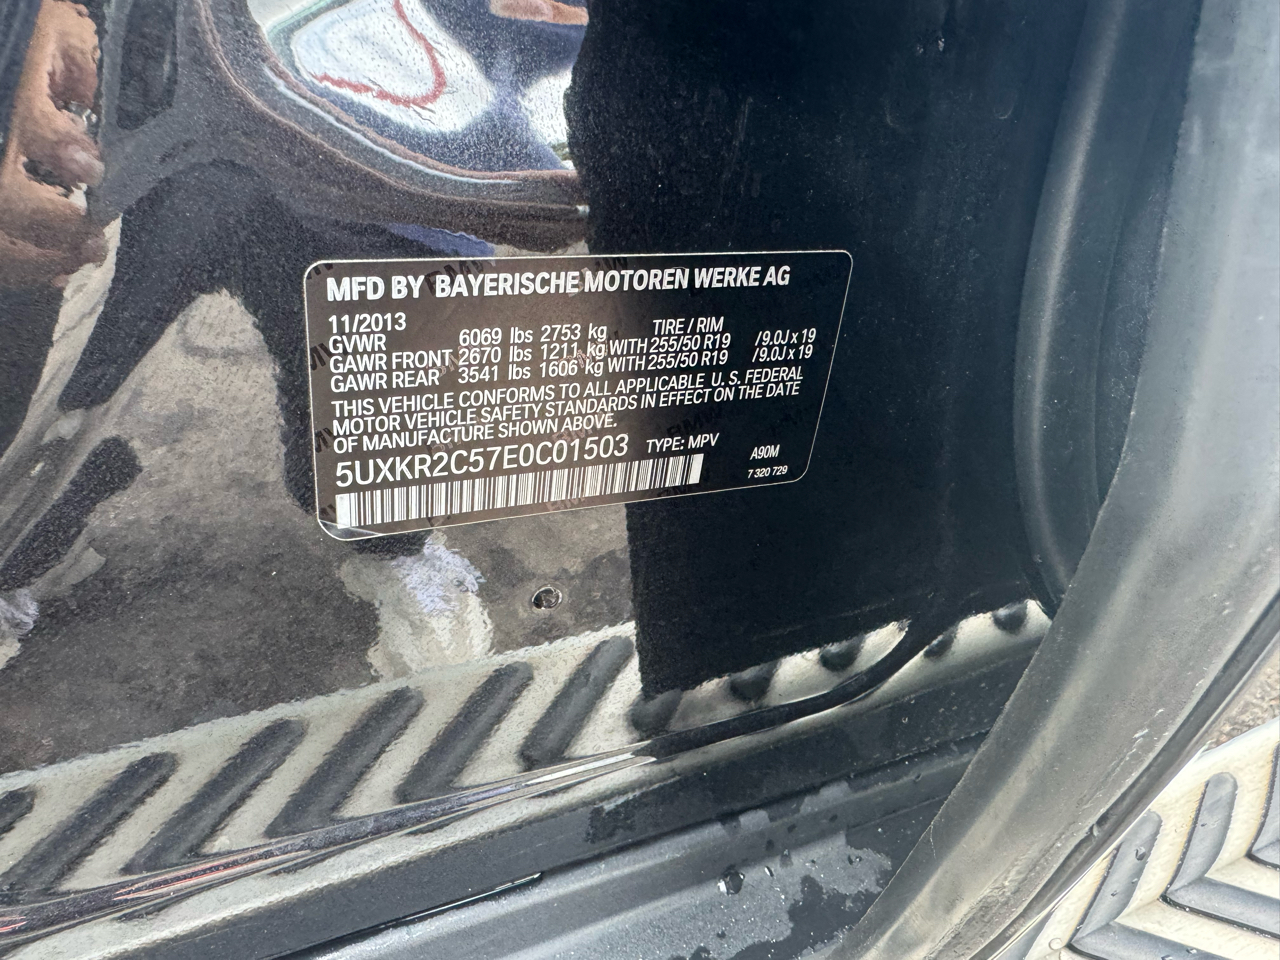 MFD BY BAYERISCHE MOTOREN WERKE AG
11/2013 TIRE / RIM
GVWR 6069 lbs 2753 kg
GAWR FRONT 2670 lbs 1211 kg WITH 255/50 R19 /9.0J x 19
GAWR REAR 3541 lbs 1606 kg WITH 255/50 R19 /9.0J x 19
THIS VEHICLE CONFORMS TO ALL APPLICABLE U. S. FEDERAL
MOTOR VEHICLE SAFETY STANDARDS IN EFFECT ON THE DATE
OF MANUFACTURE SHOWN ABOVE.
5UXKR2C57E0C01503 TYPE: MPV A90M
7 320 729